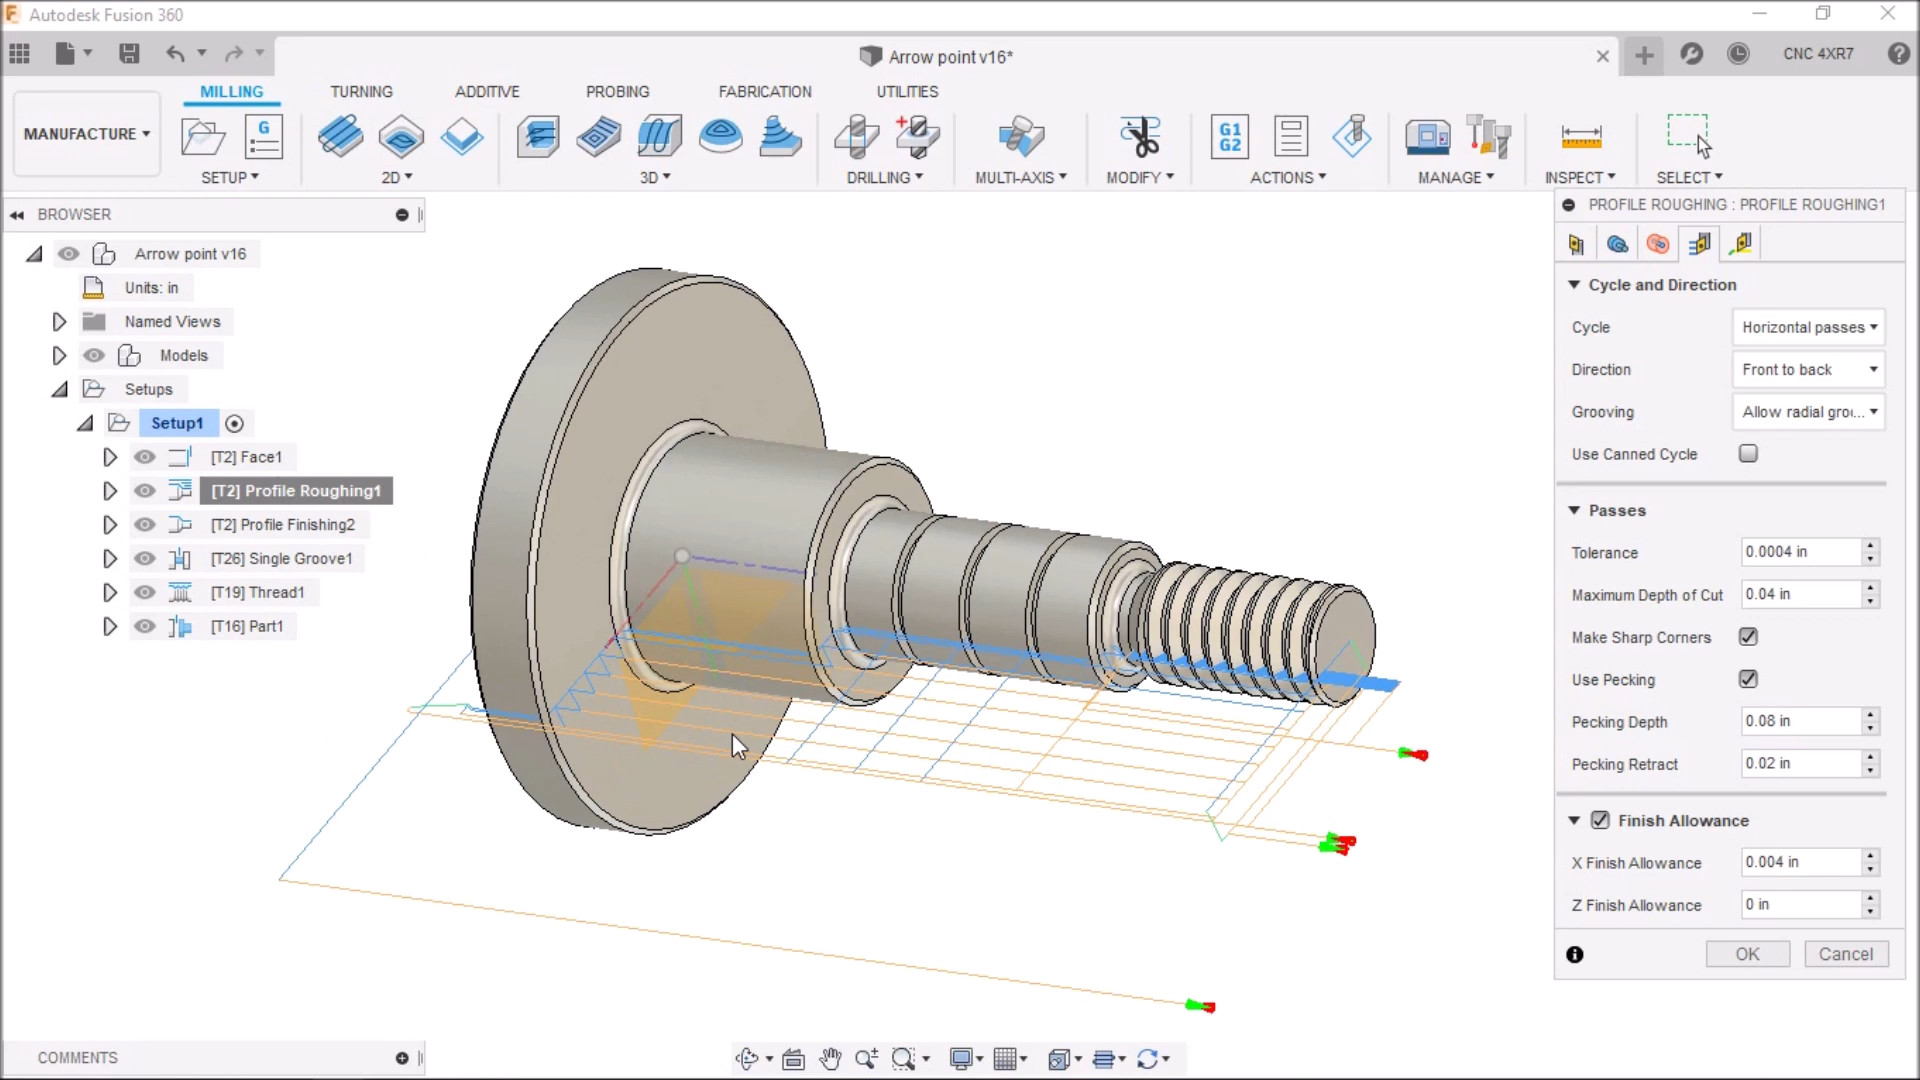 Autodesk Fusion 360
Arrow point v16*
CNC 4XR7
MILLING
TURNING
ADDITIVE
PROBING
FABRICATION
UTILITIES
MANUFACTURE
G
G1
G2
SETUP
2D
3D
DRILLING
MULTI-AXIS
MODIFY
ACTIONS
MANAGE
INSPECT
SELECT
BROWSER
Arrow point v16
Units: in
Named Views
Models
Setups
Setup1
[T2] Face1
[T2] Profile Roughing1
[T2] Profile Finishing2
[T26] Single Groove1
[T19] Thread1
[T16] Part1
COMMENTS
PROFILE ROUGHING : PROFILE ROUGHING1
Cycle and Direction
Cycle Horizontal passes
Direction Front to back
Grooving Allow radial gro...
Use Canned Cycle
Passes
Tolerance 0.0004 in
Maximum Depth of Cut 0.04 in
Make Sharp Corners
Use Pecking
Pecking Depth 0.08 in
Pecking Retract 0.02 in
Finish Allowance
X Finish Allowance 0.004 in
Z Finish Allowance 0 in
OK Cancel